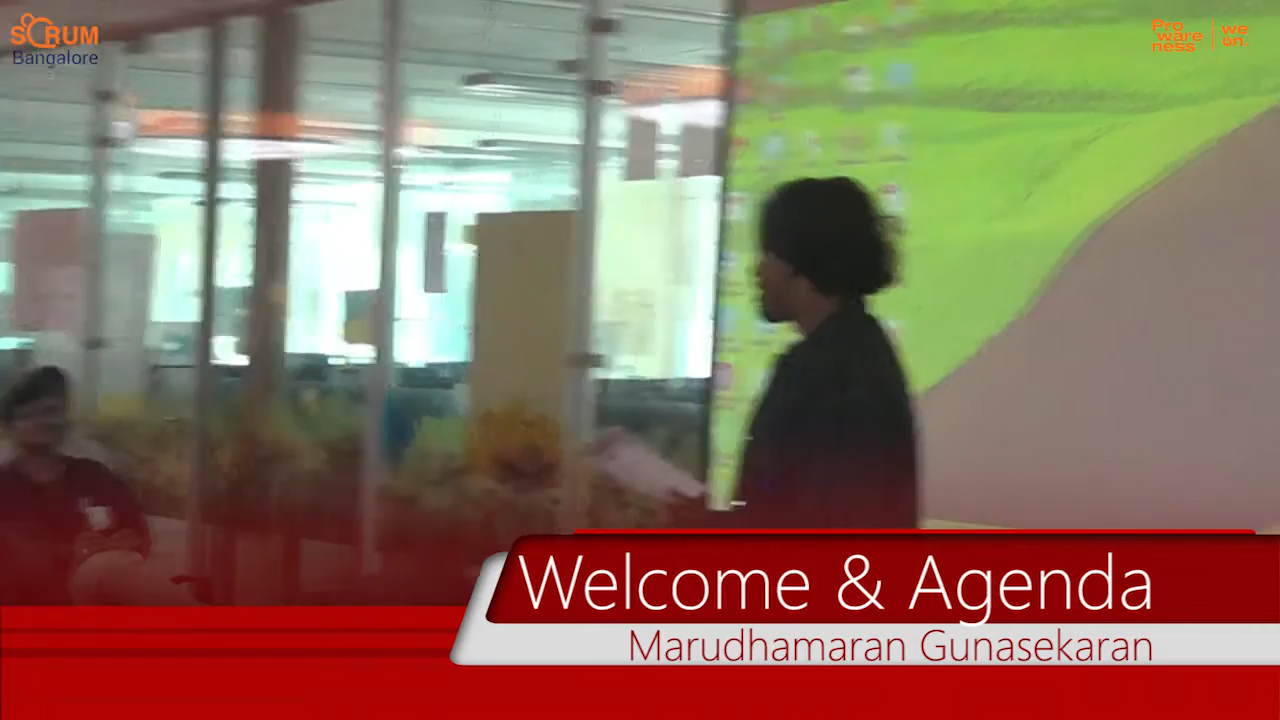 SCRUM
Bangalore
Pro
ware
ness
we
on.
Welcome & Agenda
Marudhamaran Gunasekaran